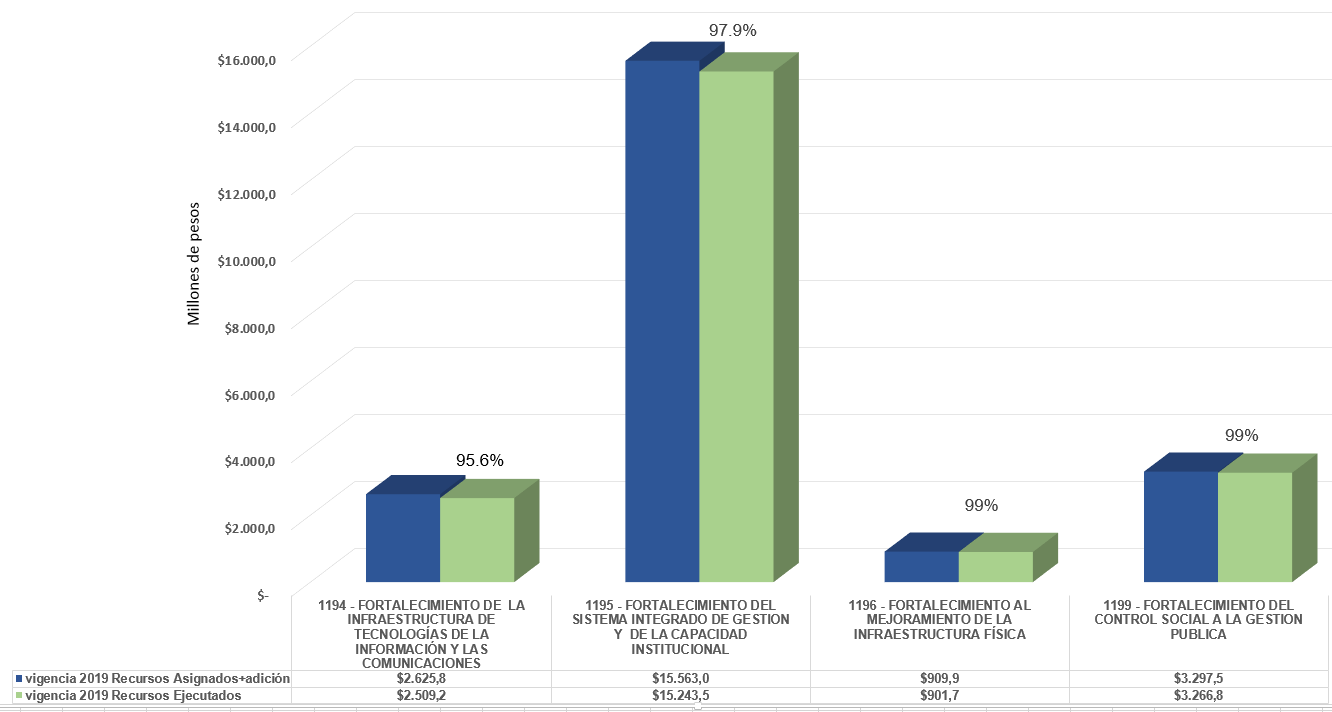 97.9%
$16.000,0
$14.000,0
$12.000,0
$10.000,0
$8.000,0
$6.000,0
$4.000,0
$2.000,0
$-
Millones de pesos
95.6%
99%
99%
1194 - FORTALECIMIENTO DE LA
INFRAESTRUCTURA DE
TECNOLOGÍAS DE LA
INFORMACIÓN Y LAS
COMUNICACIONES
1195 - FORTALECIMIENTO DEL
SISTEMA INTEGRADO DE GESTION
Y DE LA CAPACIDAD
INSTITUCIONAL
1196 - FORTALECIMIENTO AL
MEJORAMIENTO DE LA
INFRAESTRUCTURA FÍSICA
1199 - FORTALECIMIENTO DEL
CONTROL SOCIAL A LA GESTION
PUBLICA
vigencia 2019 Recursos Asignados+adición $2.625,8 $15.563,0 $909,9 $3.297,5
vigencia 2019 Recursos Ejecutados $2.509,2 $15.243,5 $901,7 $3.266,8